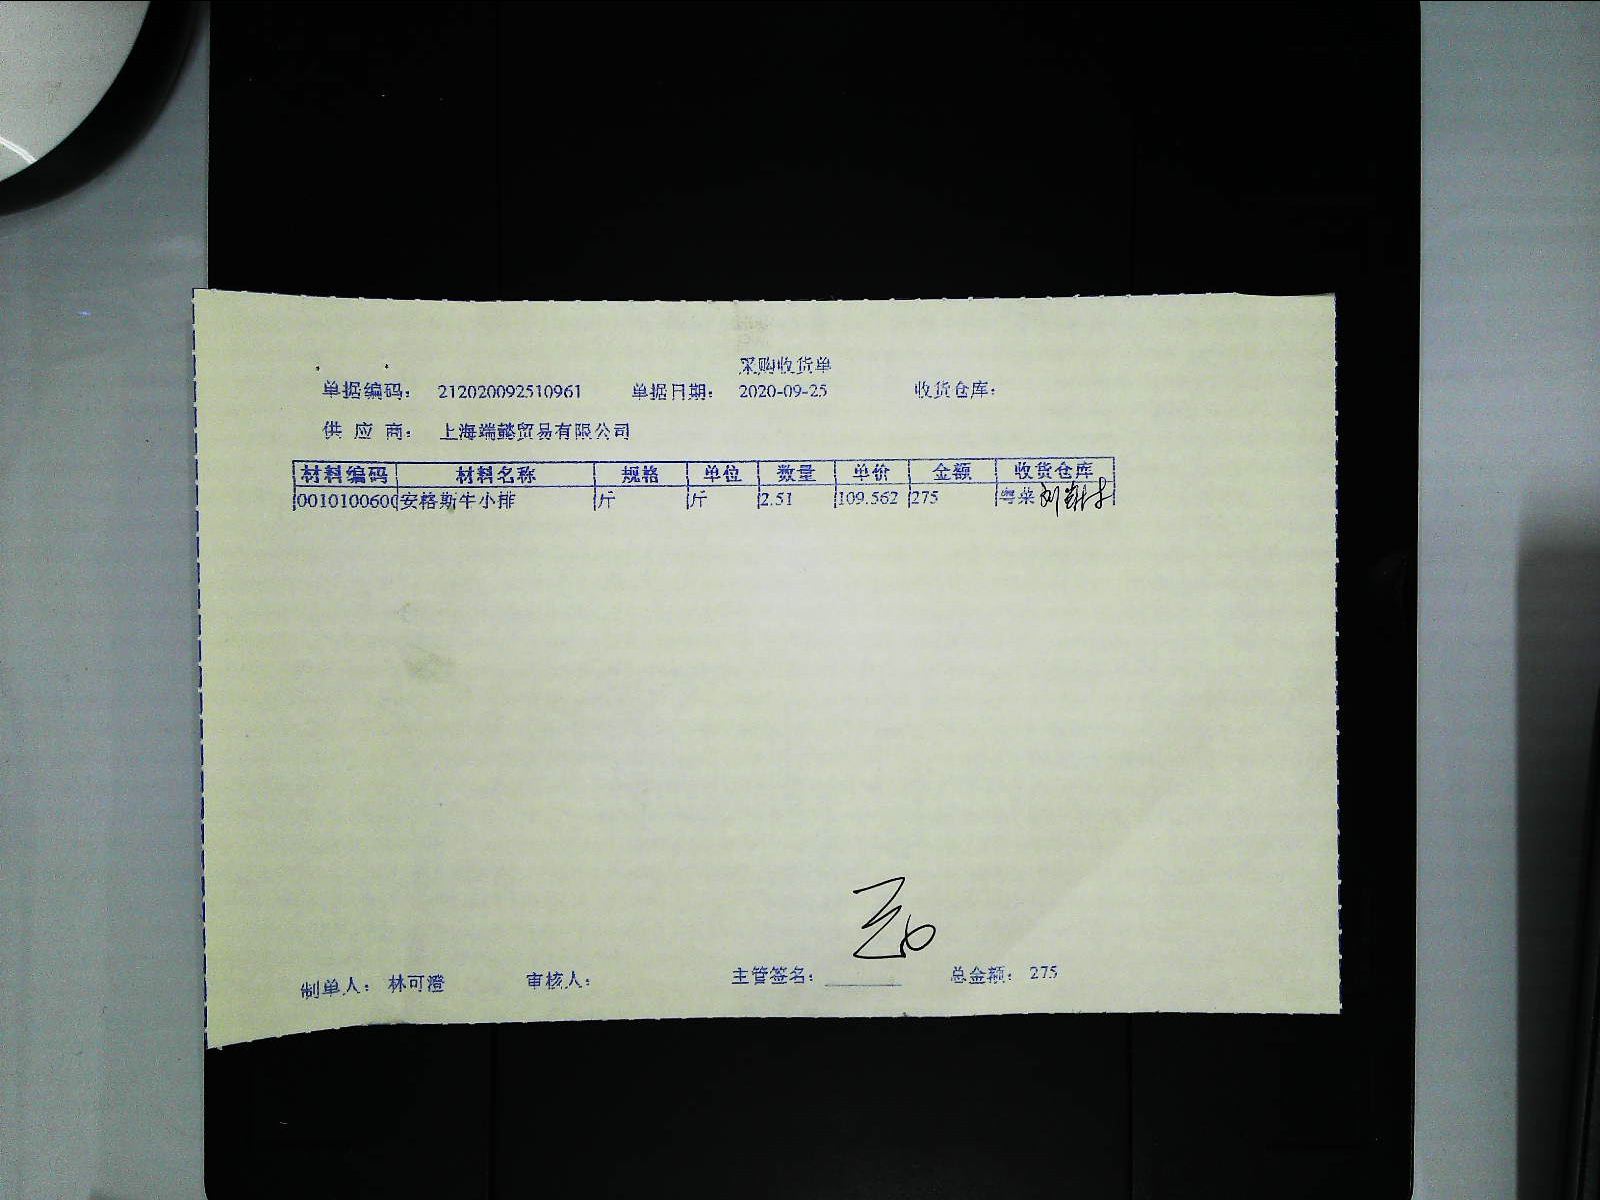 采购收货单
单据编码： 212020092510961 单据日期： 2020-09-25 收货仓库：
供应商： 上海端懿贸易有限公司
材料编码 材料名称 规格 单位 数量 单价 金额 收货仓库
0010100600 安格斯牛小排 斤 斤 2.51 109.562 275 粤菜
制单人： 林可澄 审核人： 主管签名： 总金额： 275